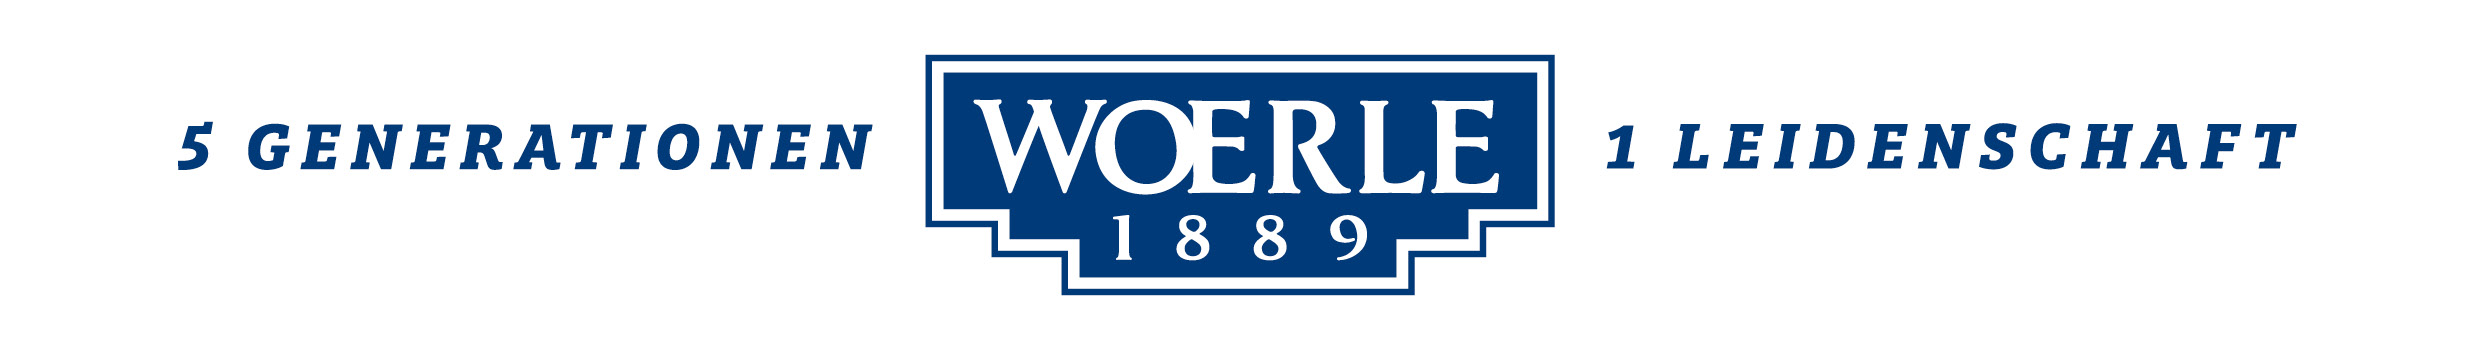 5 GENERATIONEN
WOERLE
1889
1 LEIDENSCHAFT